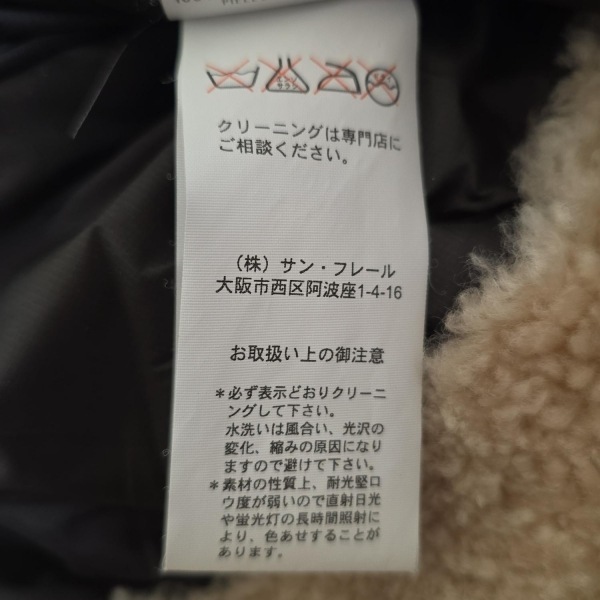 クリーニングは専門店に
ご相談ください。
（株）サン・フレール
大阪市西区阿波座1-4-16
お取扱い上の御注意
＊必ず表示どおりクリーニ
ングして下さい。
水洗いは風合い、光沢の
変化、縮みの原因になり
ますので避けて下さい。
＊素材の性質上、耐光堅ロ
ウ度が弱いので直射日光
や蛍光灯の長時間照射に
より、色あせすることが
あります。